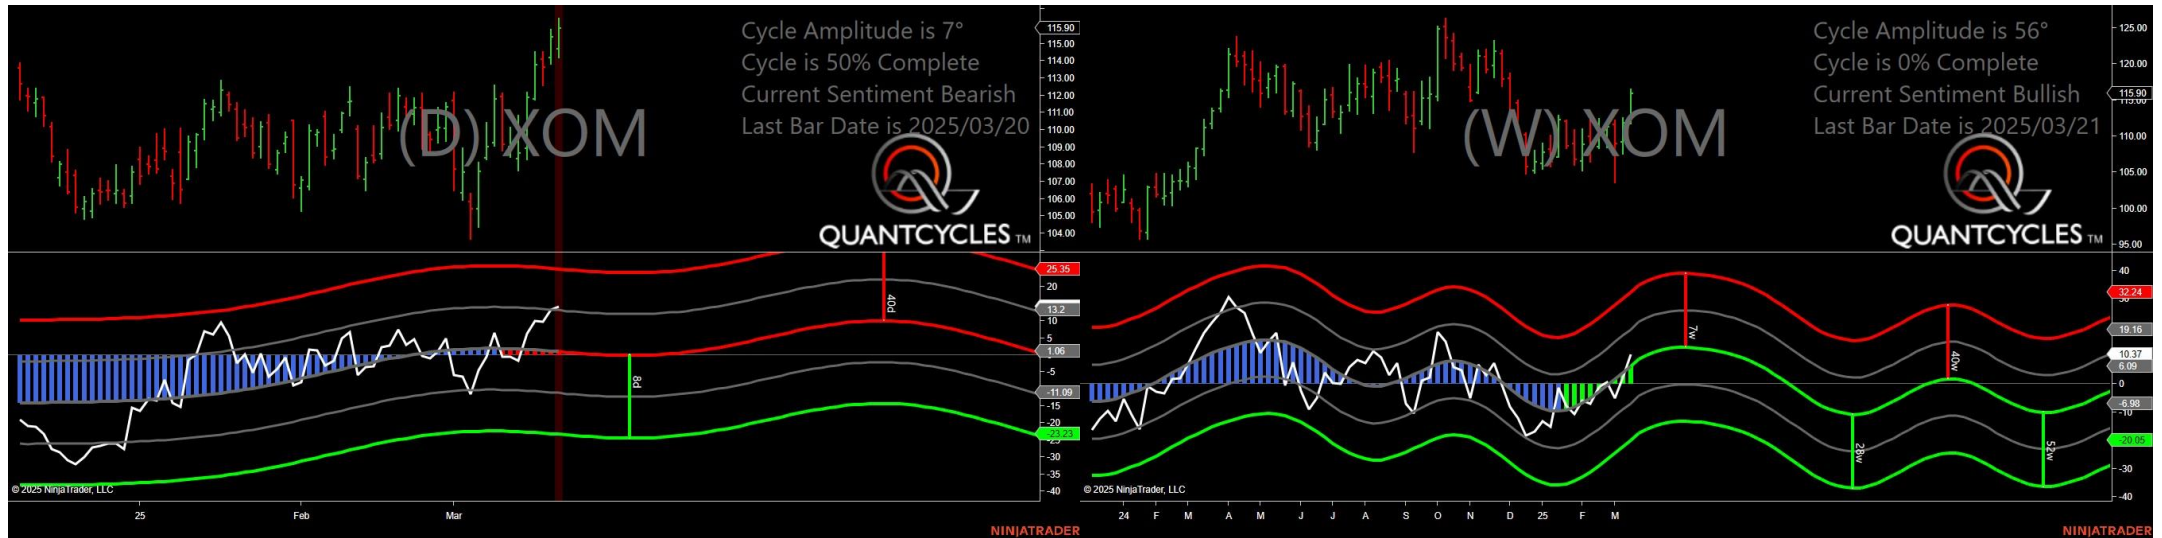 Cycle Amplitude is 7°
Cycle is 50% Complete
Current Sentiment Bearish
Last Bar Date is 2025/03/20
(D) XOM
QUANTCYCLES TM
115.90
115.00
114.00
113.00
112.00
111.00
110.00
109.00
108.00
107.00
106.00
105.00
104.00
25.35
20
13.2
10
5
1.06
-5
-11.09
-15
-20
-23.23
-30
-35
-40
40d
8d
© 2025 NinjaTrader, LLC
25 Feb Mar
NINJATRADER
Cycle Amplitude is 56°
Cycle is 0% Complete
Current Sentiment Bullish
Last Bar Date is 2025/03/21
(W) XOM
QUANTCYCLES TM
125.00
120.00
115.90
115.00
110.00
105.00
100.00
95.00
40
32.24
30
19.16
10.37
6.09
0
-6.98
-10
-20.05
-30
-40
7w
40w
28w
52w
© 2025 NinjaTrader, LLC
24 F M A M J J A S O N D 25 F M
NINJATRADER